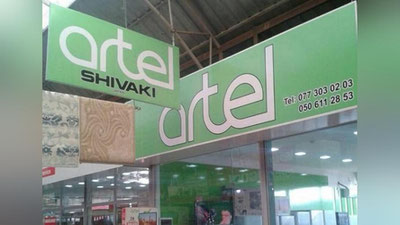 artel
SHIVAKI
artel
Tel: 077 303 02 03
050 611 28 53